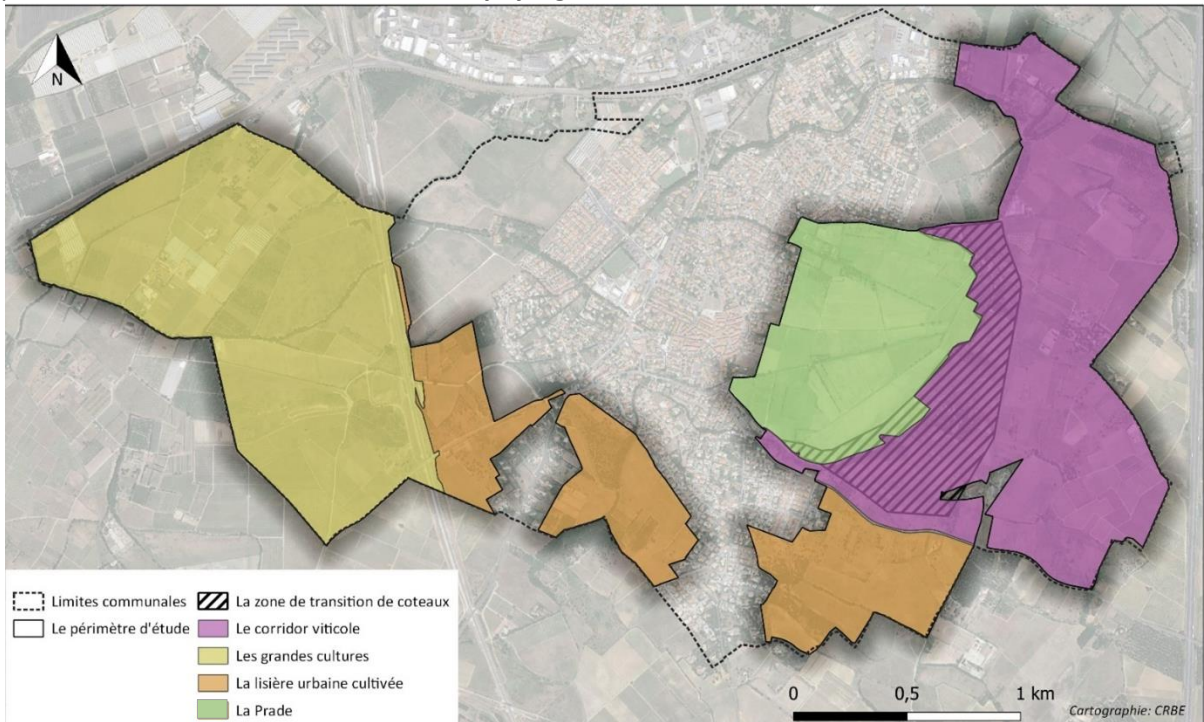 N
Limites communales
Le périmètre d'étude
La zone de transition de coteaux
Le corridor viticole
Les grandes cultures
La lisière urbaine cultivée
La Prade
0 0,5 1 km
Cartographie: CRBE